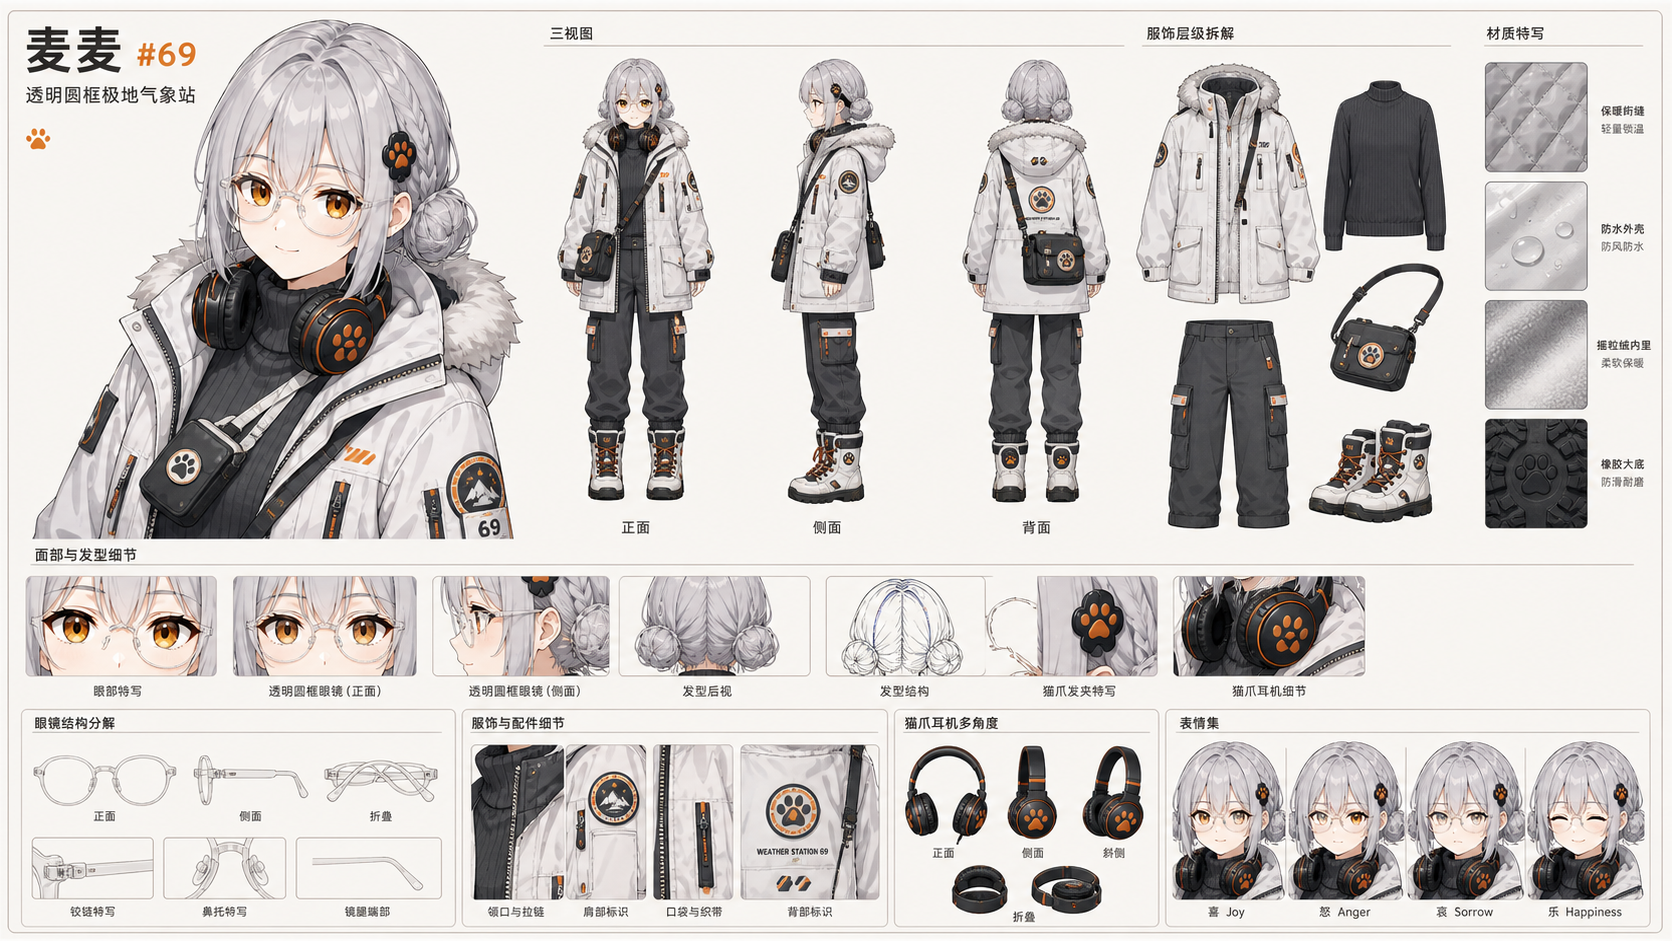 麦麦 #69
透明圆框极地气象站
69
三视图
正面
侧面
背面
服饰层级拆解
材质特写
保暖绗缝
轻量锁温
防水外壳
防风防水
摇粒绒内里
柔软保暖
橡胶大底
防滑耐磨
面部与发型细节
眼部特写
透明圆框眼镜(正面)
透明圆框眼镜(侧面)
发型后视
发型结构
猫爪发夹特写
猫爪耳机细节
眼镜结构分解
正面
侧面
折叠
铰链特写
鼻托特写
镜腿端部
服饰与配件细节
WEATHER STATION 69
领口与拉链
肩部标识
口袋与织带
背部标识
猫爪耳机多角度
正面
侧面
斜侧
折叠
表情集
喜 Joy
怒 Anger
哀 Sorrow
乐 Happiness